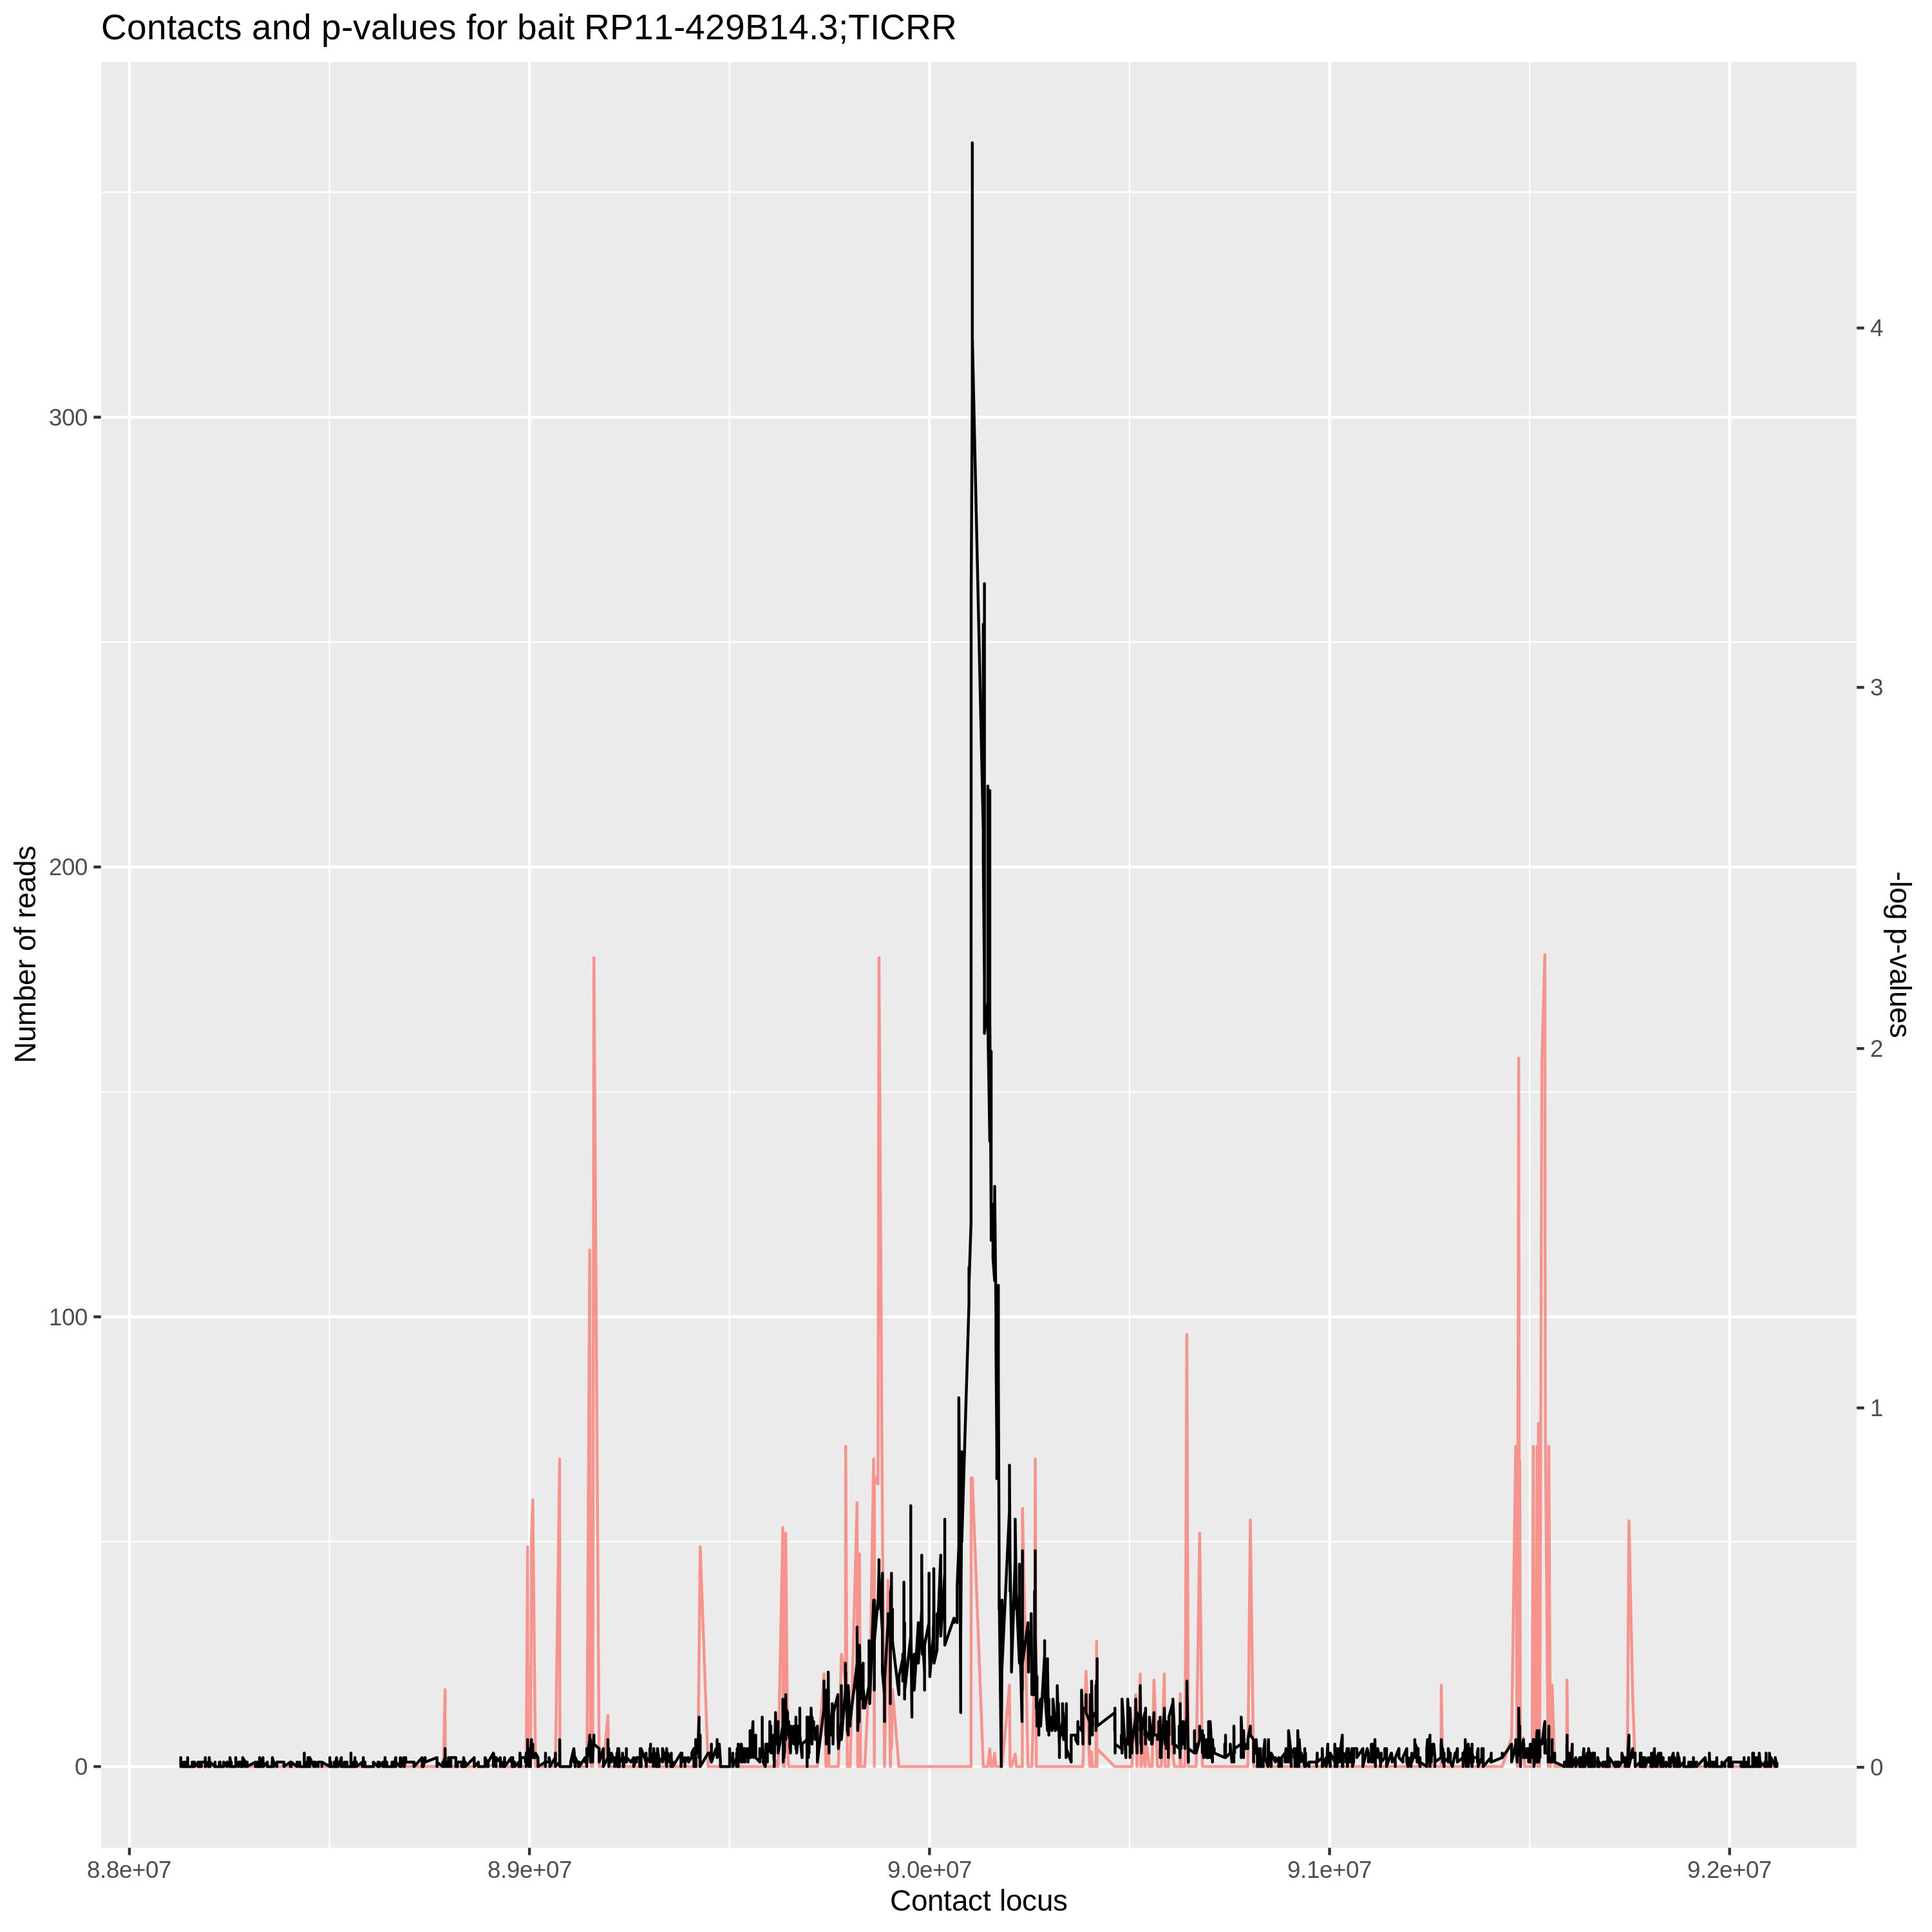 Contacts and p-values for bait RP11-429B14.3;TICRR
Number of reads
300
200
100
0
4
3
2
1
0
-log p-values
8.8e+07
8.9e+07
9.0e+07
9.1e+07
9.2e+07
Contact locus